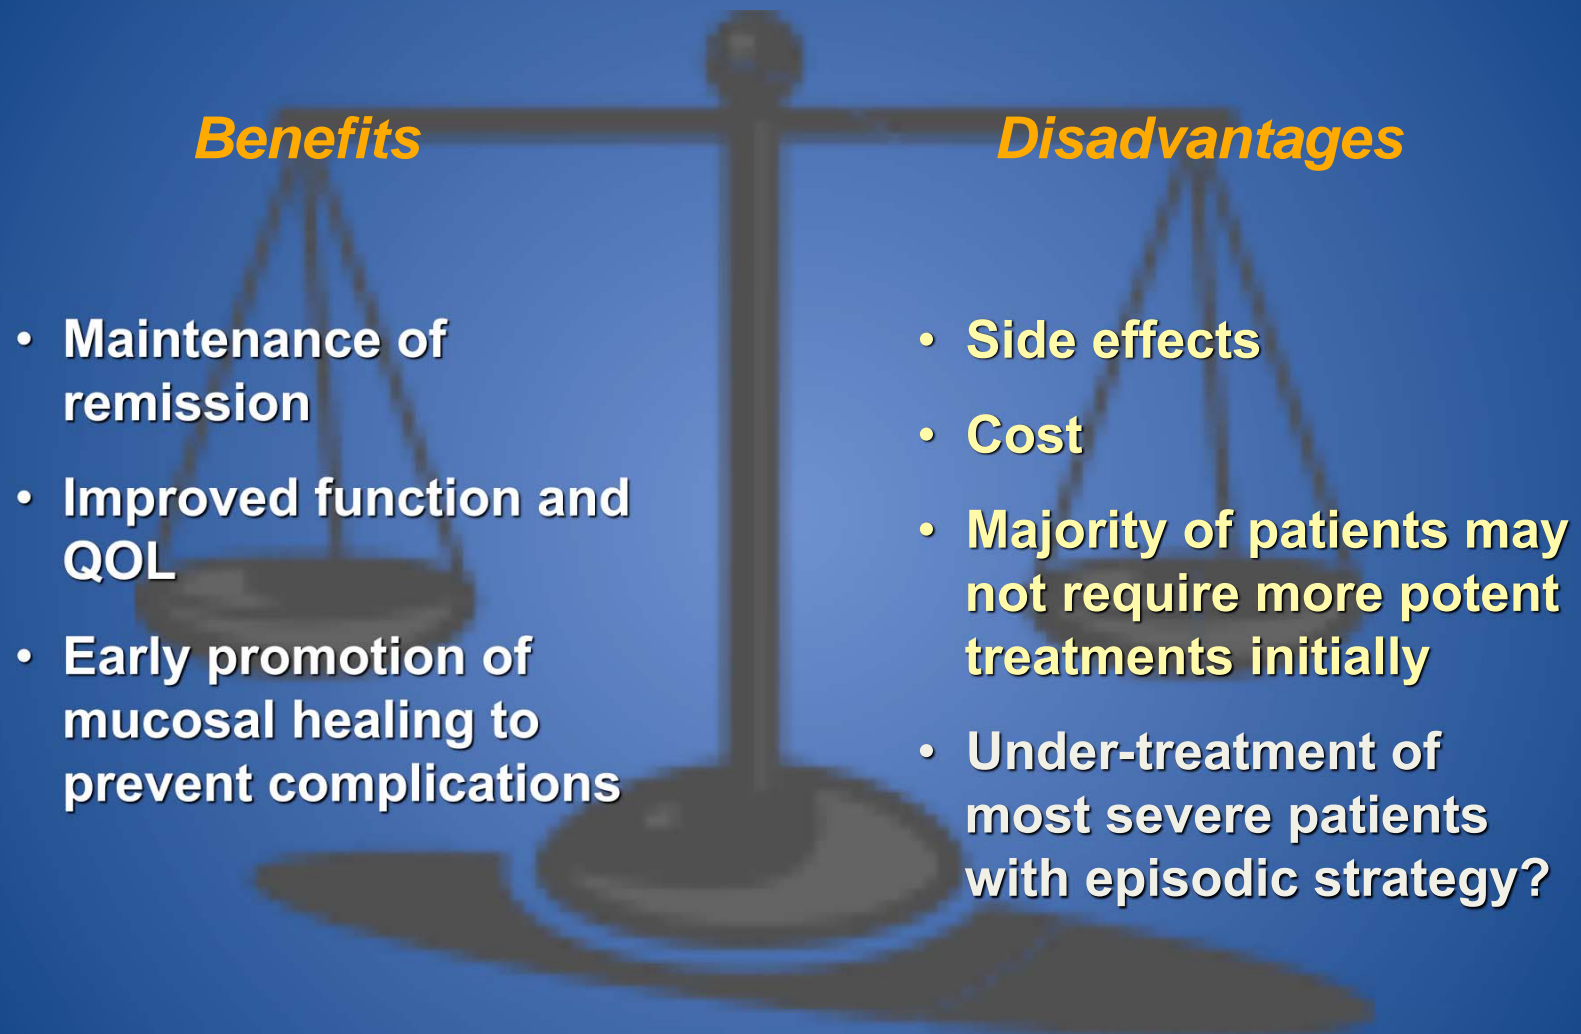 Benefits
• Maintenance of
remission
• Improved function and
QOL
• Early promotion of
mucosal healing to
prevent complications
Disadvantages
• Side effects
• Cost
• Majority of patients may
not require more potent
treatments initially
• Under-treatment of
most severe patients
with episodic strategy?